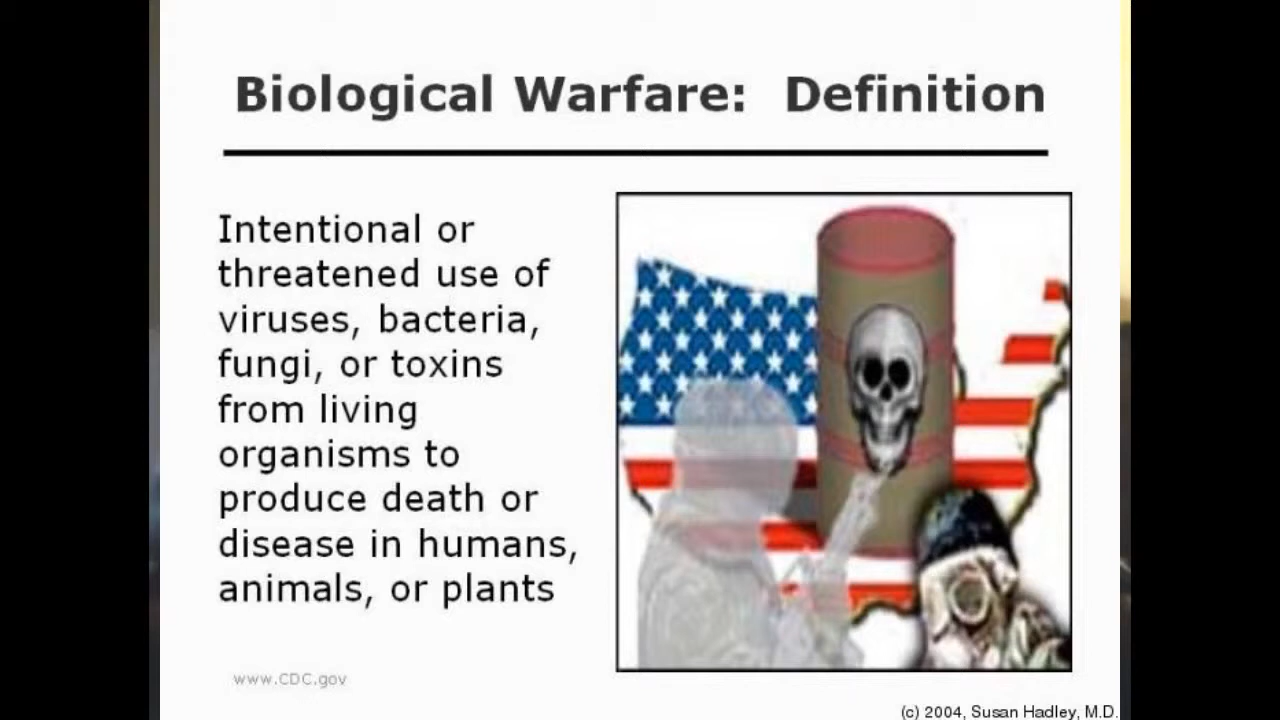 Biological Warfare: Definition
Intentional or
threatened use of
viruses, bacteria,
fungi, or toxins
from living
organisms to
produce death or
disease in humans,
animals, or plants
www.CDC.gov
(c) 2004, Susan Hadley, M.D.